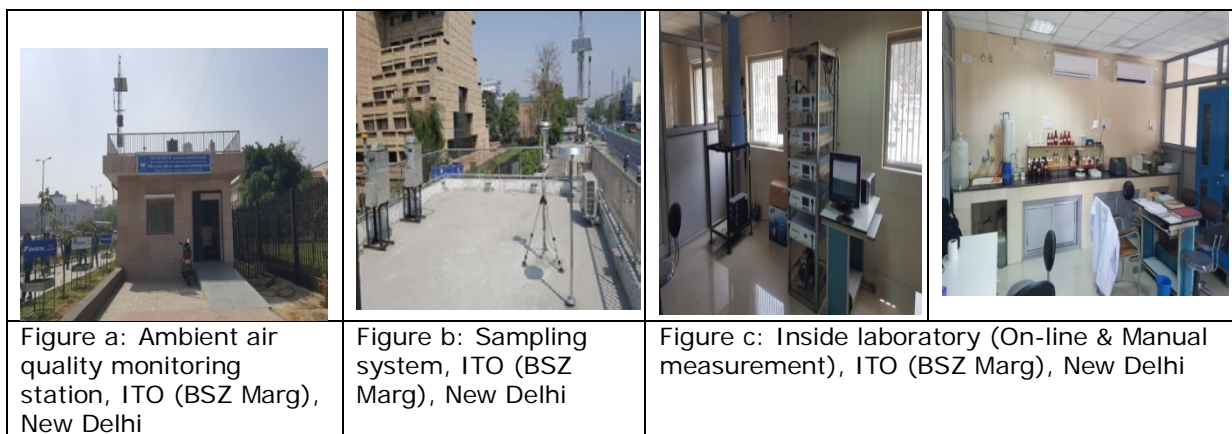 Figure a: Ambient air
quality monitoring
station, ITO (BSZ Marg),
New Delhi
Figure b: Sampling
system, ITO (BSZ
Marg), New Delhi
Figure c: Inside laboratory (On-line & Manual
measurement), ITO (BSZ Marg), New Delhi